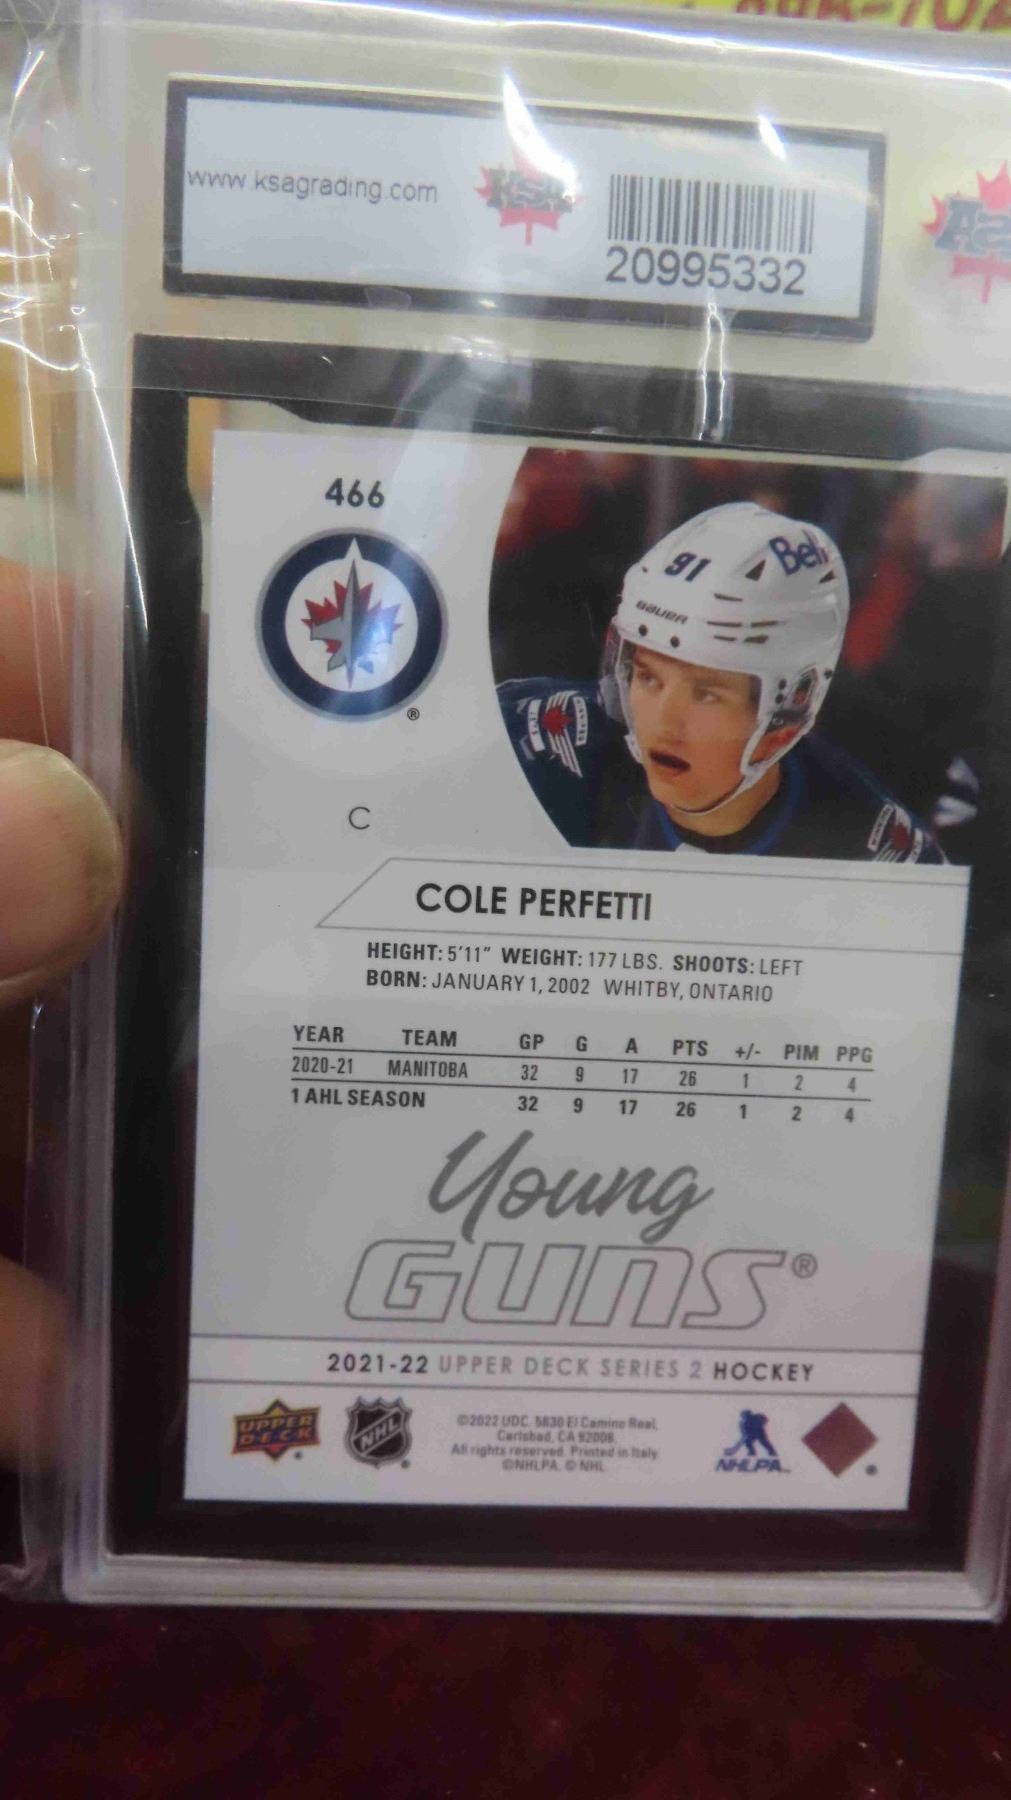 www.ksagrading.com
KSA
20995332
466
®
91
Bell
BAUER
C
COLE PERFETTI
HEIGHT: 5'11" WEIGHT: 177 LBS. SHOOTS: LEFT
BORN: JANUARY 1, 2002 WHITBY, ONTARIO
YEAR TEAM GP G A PTS +/- PIM PPG
2020-21 MANITOBA 32 9 17 26 1 2 4
1 AHL SEASON 32 9 17 26 1 2 4
Young
GUNS®
2021-22 UPPER DECK SERIES 2 HOCKEY
UPPER
DECK
NHL
©2022 UDC. 5830 El Camino Real,
Carlsbad, CA 92008.
All rights reserved. Printed in Italy.
©NHLPA. © NHL.
NHLPA